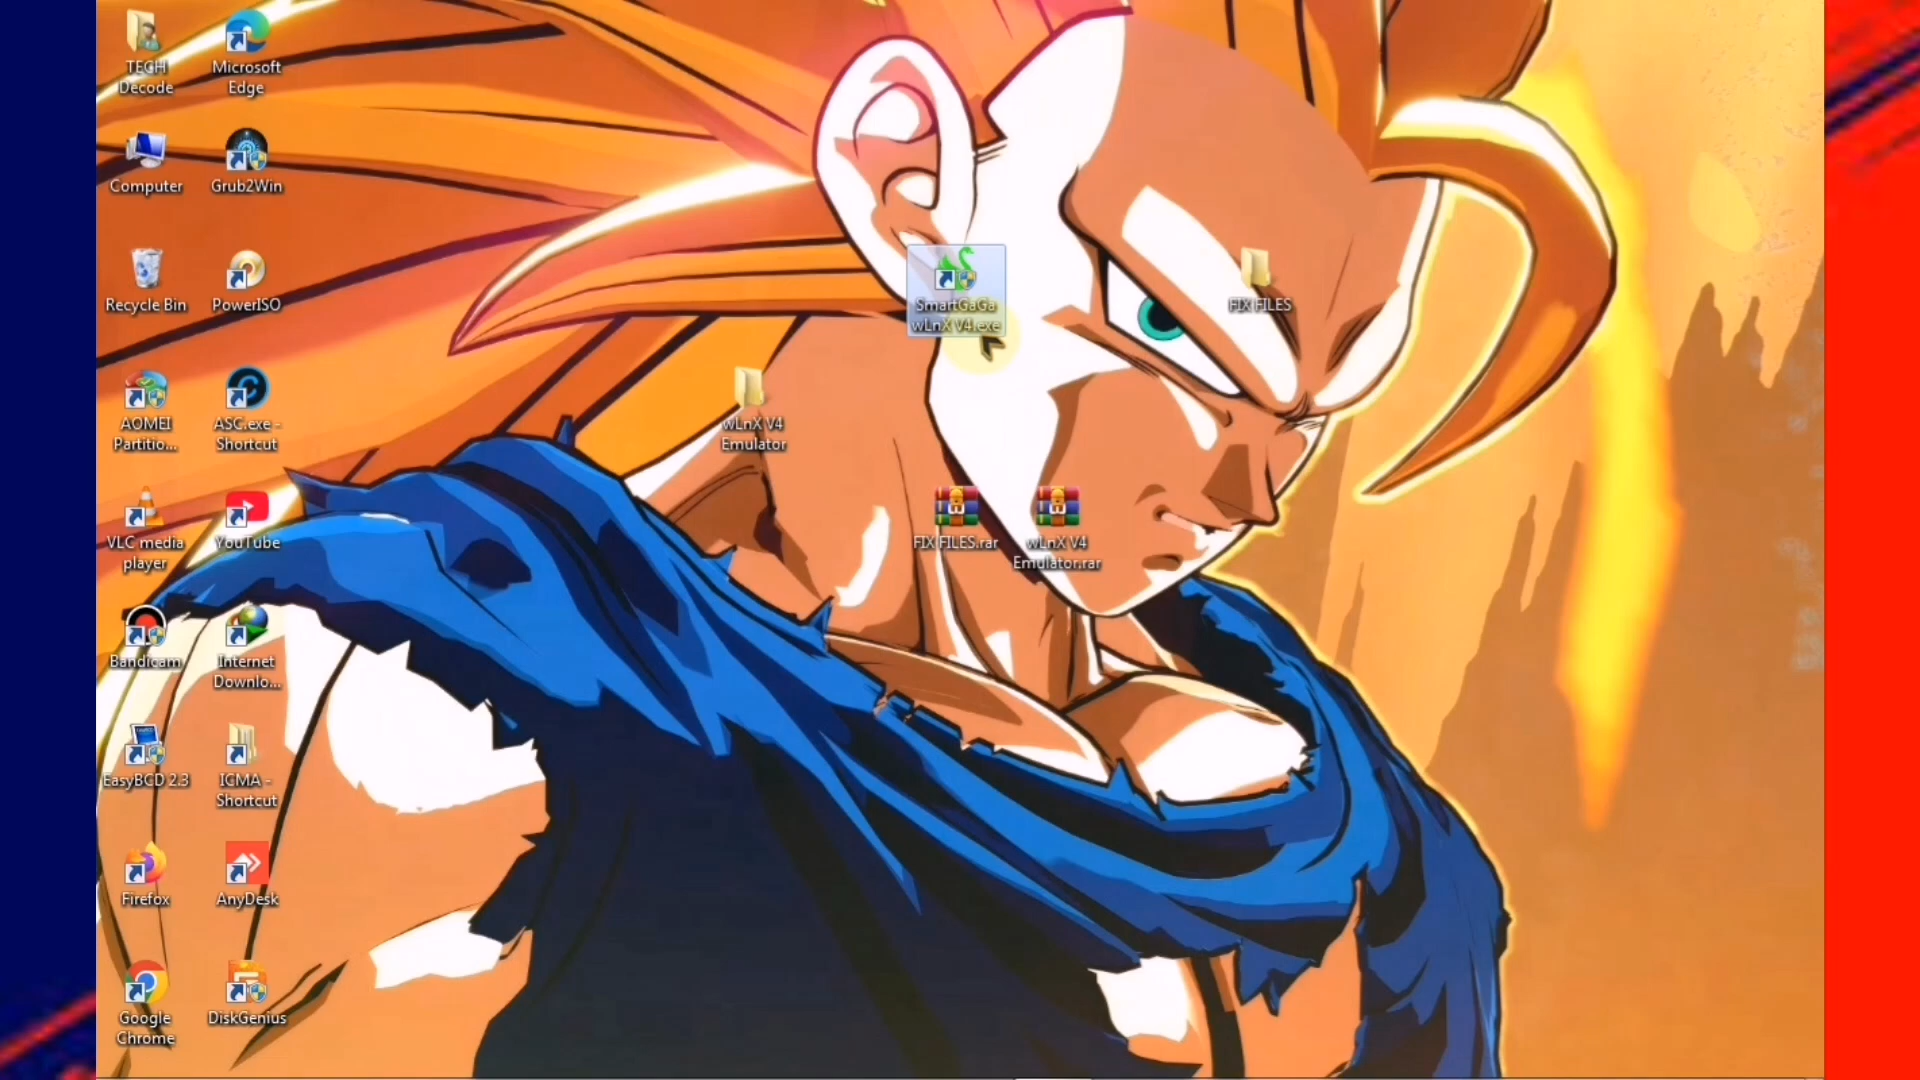 TECH
Decode
Microsoft
Edge
Computer
Grub2Win
Recycle Bin
PowerISO
AOMEI
Partitio...
ASC.exe -
Shortcut
VLC media
player
YouTube
Bandicam
Internet
Downlo...
EasyBCD 2.3
ICMA -
Shortcut
Firefox
AnyDesk
Google
Chrome
DiskGenius
SmartGaGa
wLnX V4.exe
FIX FILES
wLnX V4
Emulator
FIX FILES.rar
wLnX V4
Emulator.rar